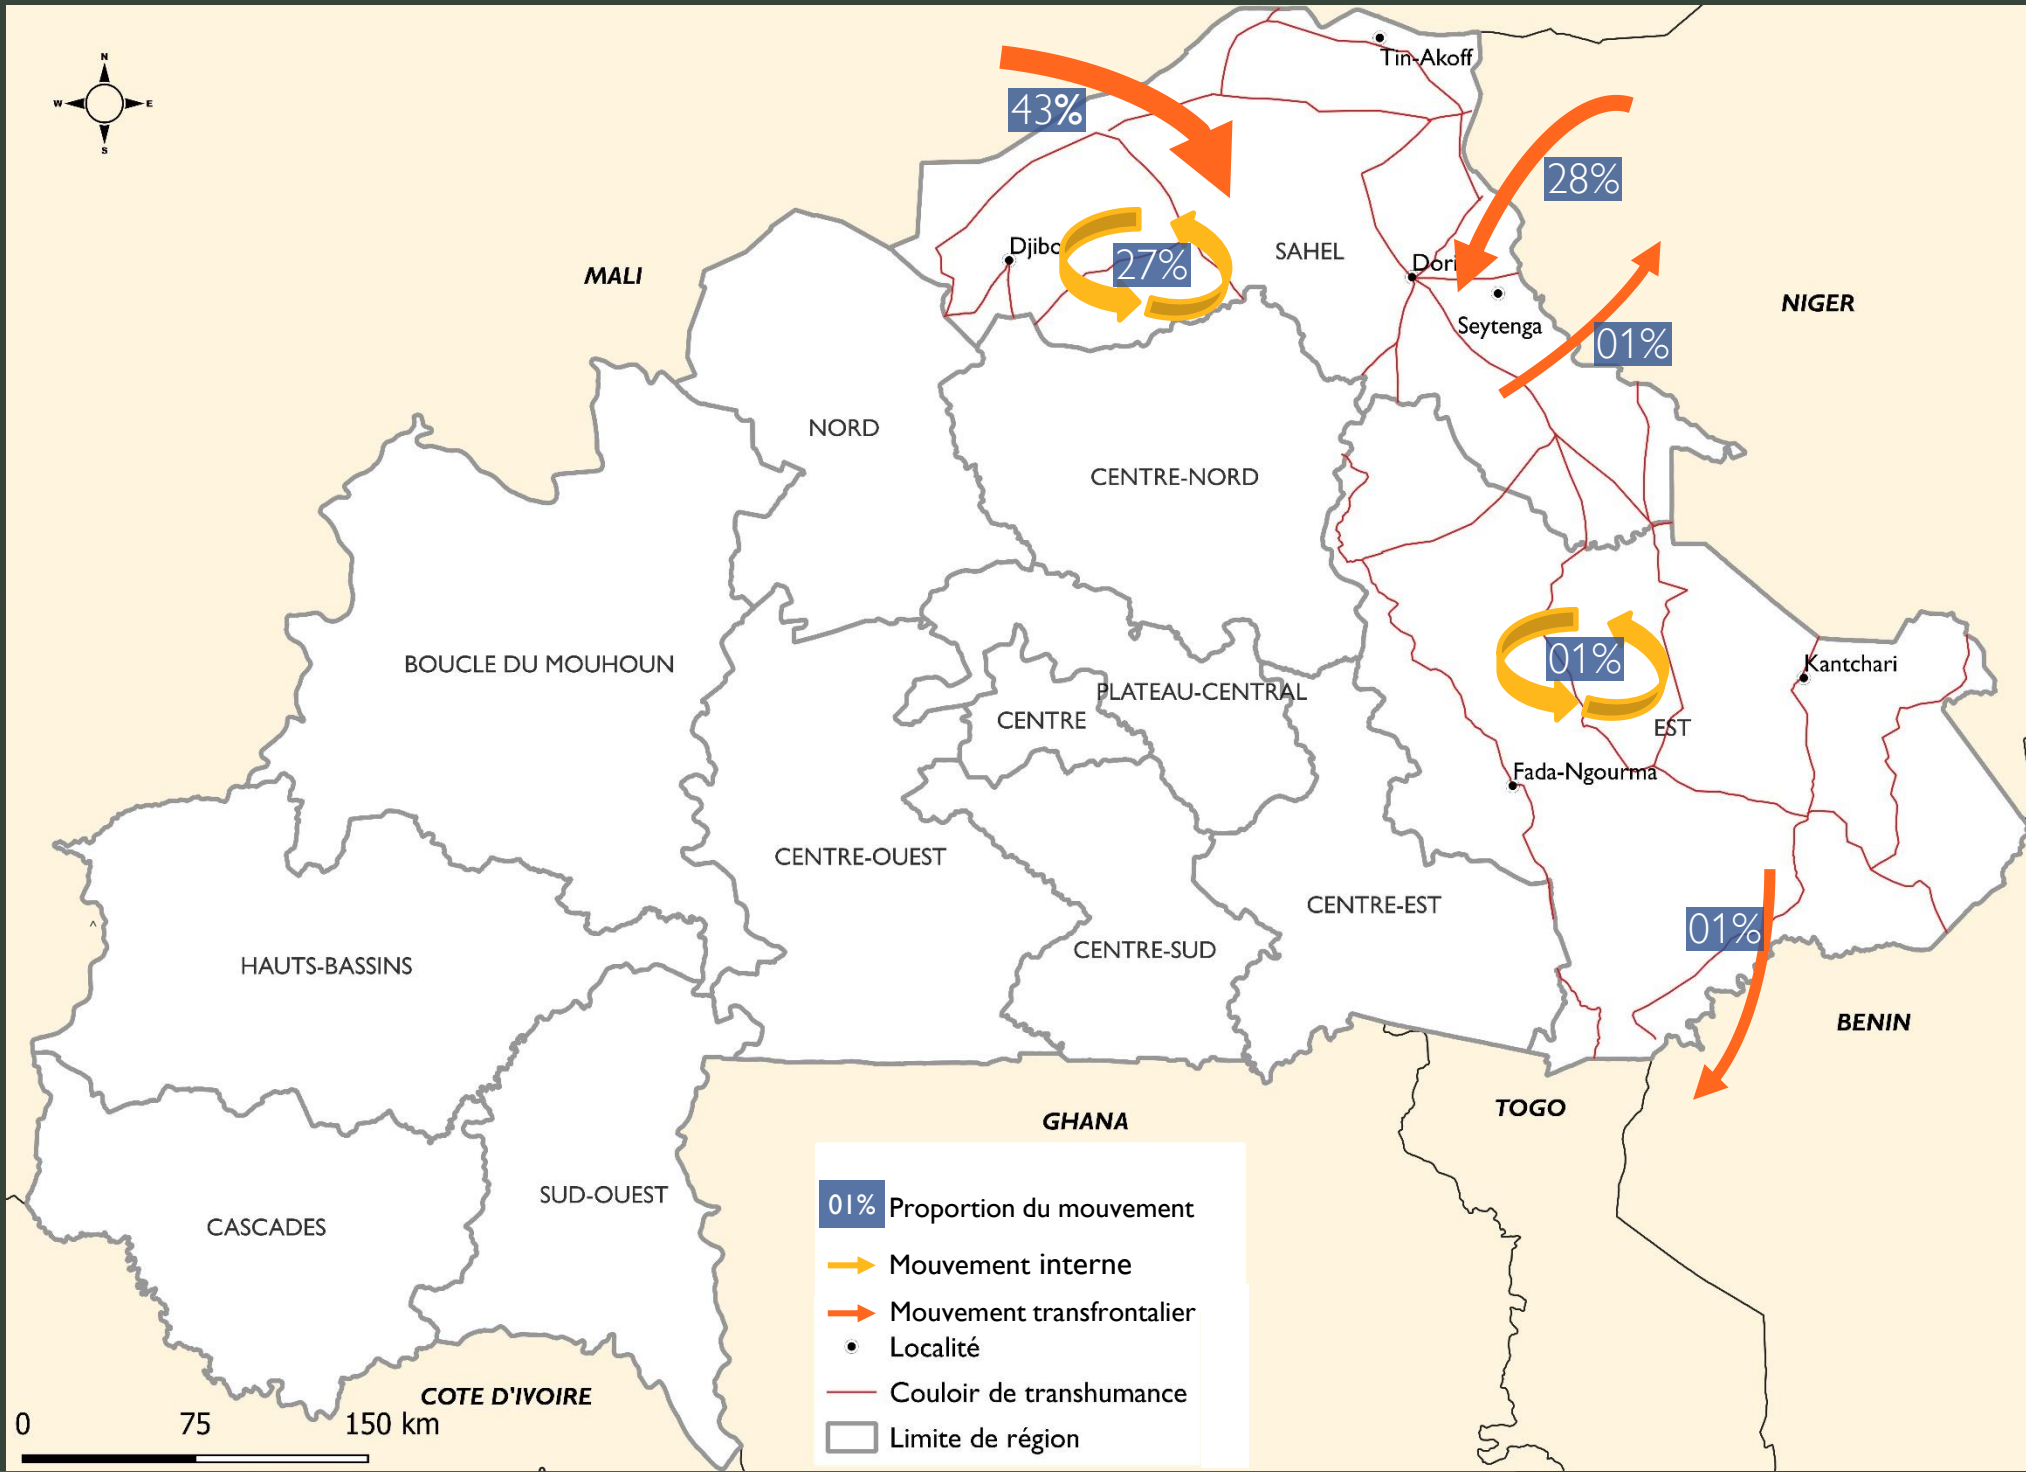 N
W
E
S
Tin-Akoff
43%
28%
Djibo
27%
SAHEL
Dori
MALI
NIGER
Seytenga
01%
NORD
CENTRE-NORD
BOUCLE DU MOUHOUN
01%
Kantchari
PLATEAU-CENTRAL
CENTRE
EST
Fada-Ngourma
CENTRE-OUEST
CENTRE-EST
01%
CENTRE-SUD
HAUTS-BASSINS
BENIN
TOGO
GHANA
SUD-OUEST
CASCADES
01% Proportion du mouvement
Mouvement interne
Mouvement transfrontalier
Localité
Couloir de transhumance
Limite de région
COTE D'IVOIRE
0 75 150 km